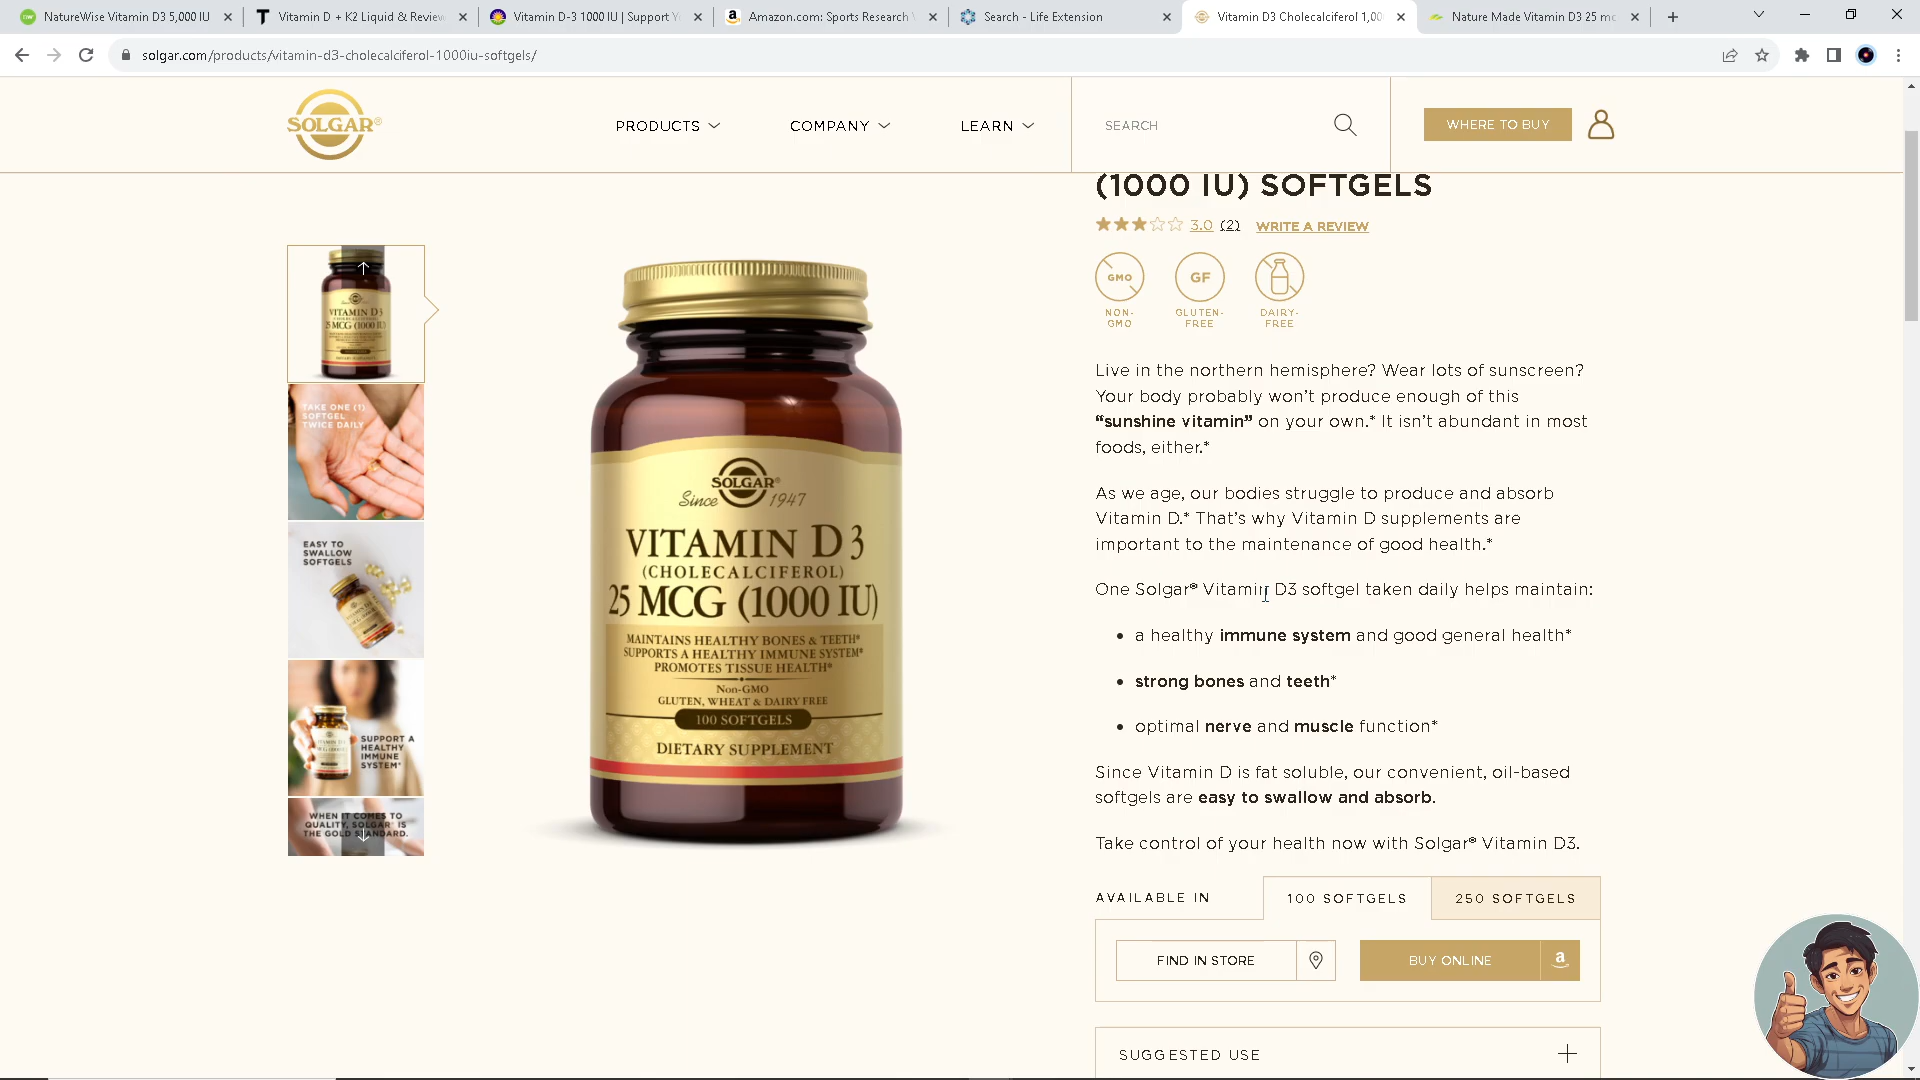 NatureWise Vitamin D3 5,000 IU
Vitamin D + K2 Liquid & Review
Vitamin D-3 1000 IU | Support Y
Amazon.com: Sports Research
Search - Life Extension
Vitamin D3 Cholecalciferol 1,00
Nature Made Vitamin D3 25 mc
solgar.com/products/vitamin-d3-cholecalciferol-1000iu-softgels/
SOLGAR®
PRODUCTS
COMPANY
LEARN
SEARCH
WHERE TO BUY
(1000 IU) SOFTGELS
3.0 (2) WRITE A REVIEW
GMO
GF
NON-
GMO
GLUTEN-
FREE
DAIRY-
FREE
Live in the northern hemisphere? Wear lots of sunscreen?
Your body probably won't produce enough of this
“sunshine vitamin” on your own.* It isn't abundant in most
foods, either.*
As we age, our bodies struggle to produce and absorb
Vitamin D.* That's why Vitamin D supplements are
important to the maintenance of good health.*
One Solgar® Vitamin D3 softgel taken daily helps maintain:
a healthy immune system and good general health*
strong bones and teeth*
optimal nerve and muscle function*
Since Vitamin D is fat soluble, our convenient, oil-based
softgels are easy to swallow and absorb.
Take control of your health now with Solgar® Vitamin D3.
AVAILABLE IN
100 SOFTGELS
250 SOFTGELS
FIND IN STORE
BUY ONLINE
a
SUGGESTED USE
VITAMIN D3
25 MCG (1000 IU)
TAKE ONE (1)
SOFTGEL
TWICE DAILY
EASY TO
SWALLOW
SOFTGELS
SUPPORT A
HEALTHY
IMMUNE
SYSTEM*
WHEN IT COMES TO
QUALITY, SOLGAR® IS
THE GOLD STANDARD.
SOLGAR®
Since 1947
VITAMIN D3
(CHOLECALCIFEROL)
25 MCG (1000 IU)
MAINTAINS HEALTHY BONES & TEETH*
SUPPORTS A HEALTHY IMMUNE SYSTEM*
PROMOTES TISSUE HEALTH*
Non-GMO
GLUTEN, WHEAT & DAIRY FREE
100 SOFTGELS
DIETARY SUPPLEMENT